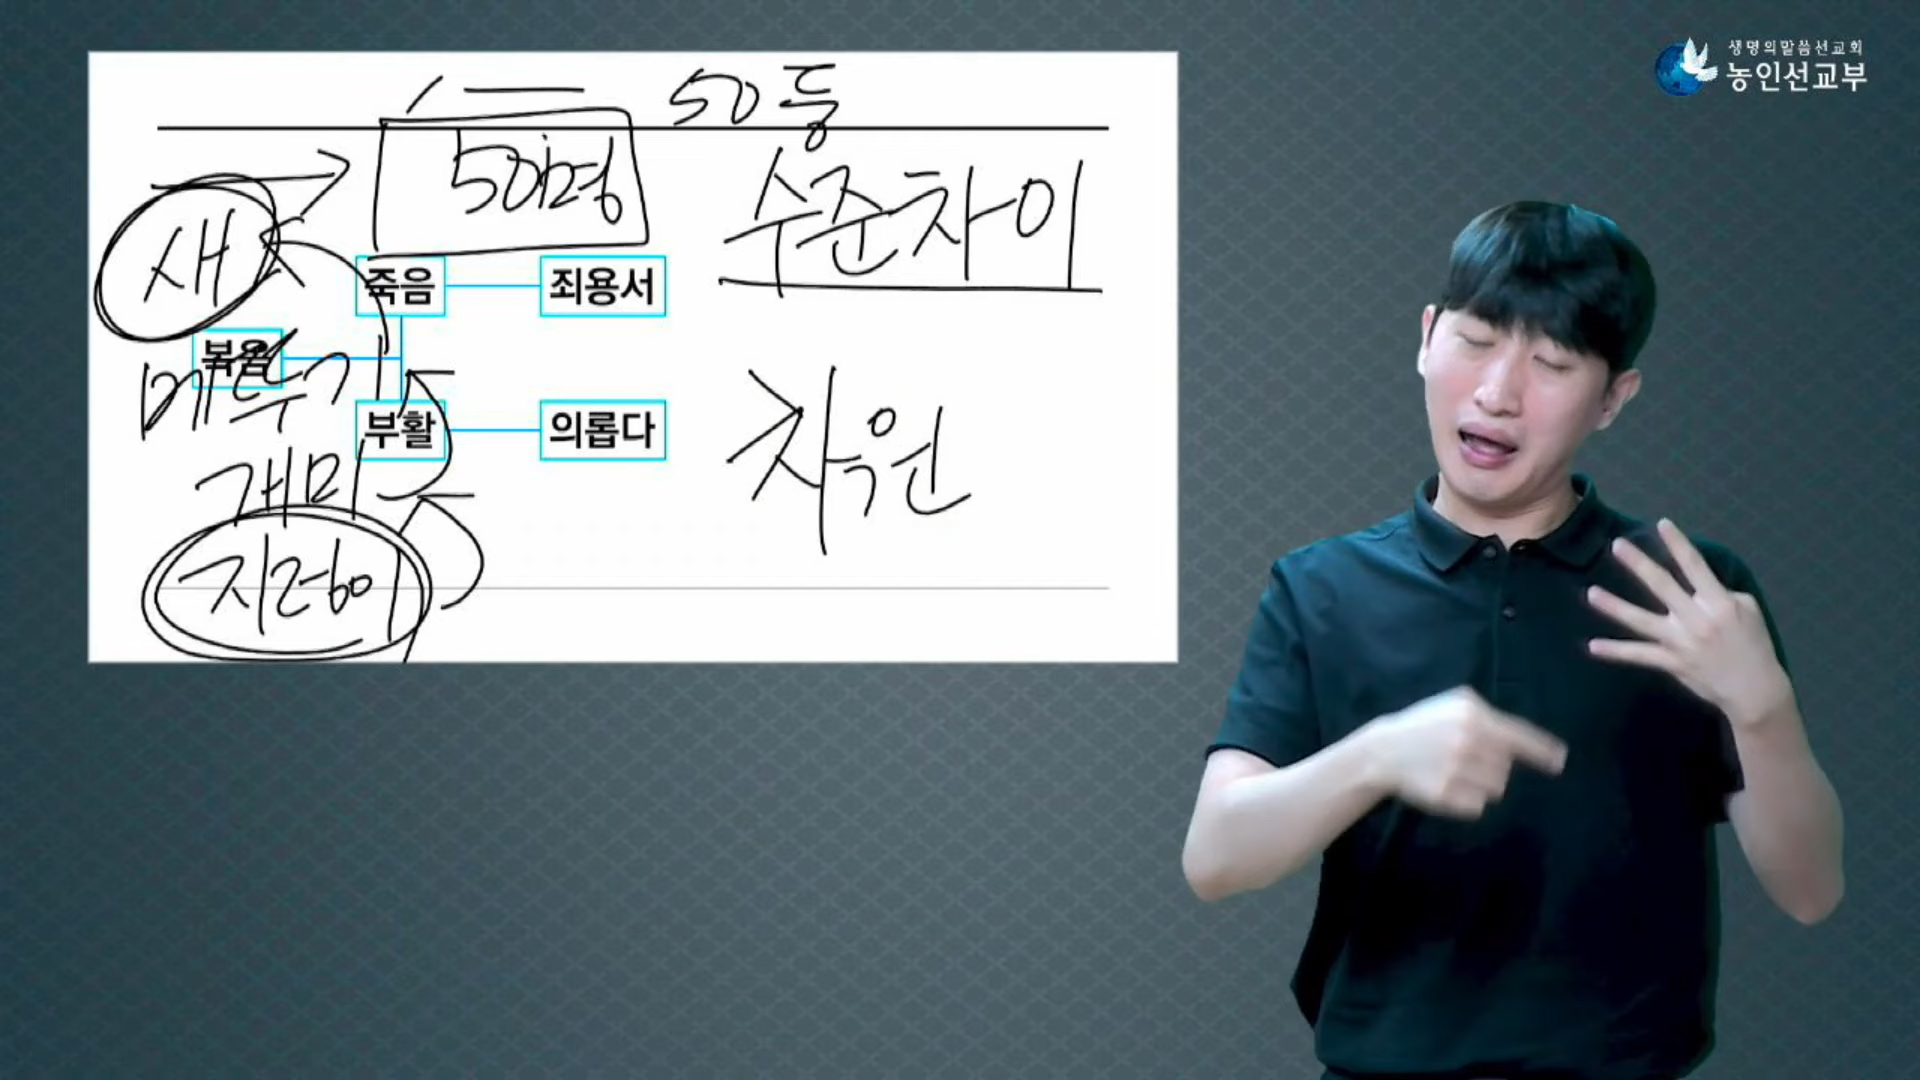 생명의말씀선교회
농인선교부
50등
50명
수준차이
새
죽음
죄용서
복음
메뚜기
부활
의롭다
차원
개미
지렁이